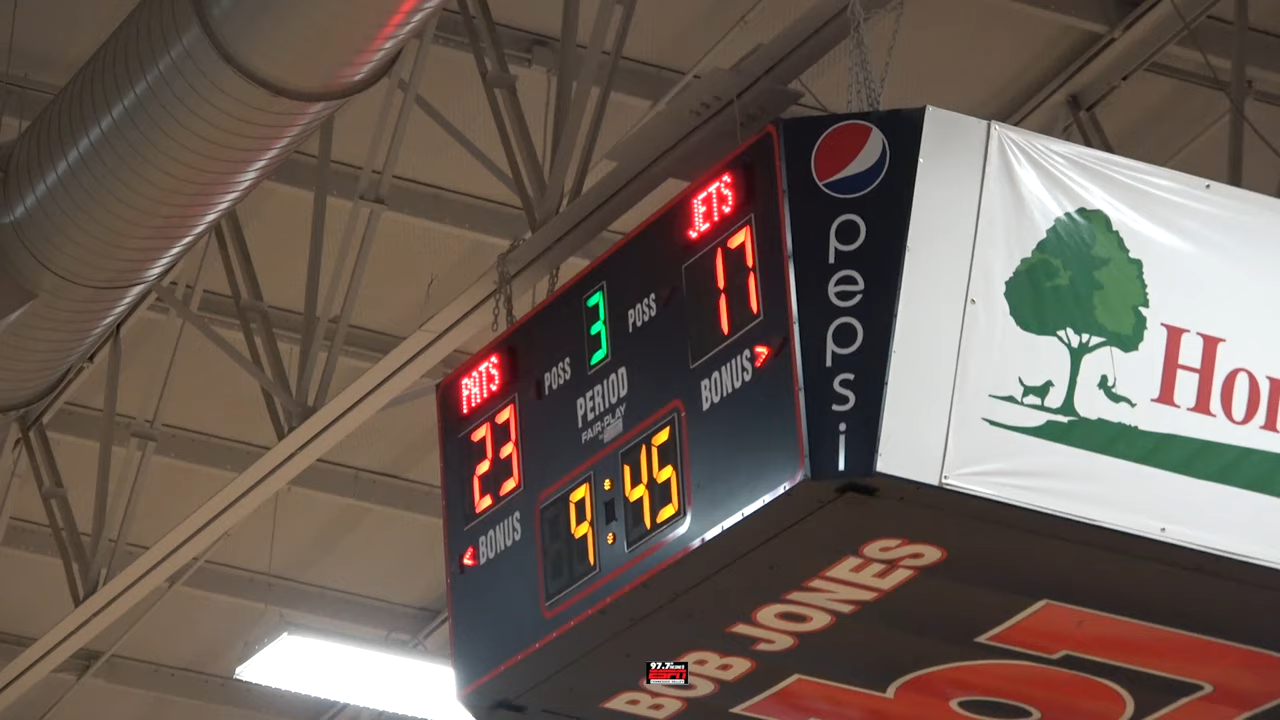 JETS
17
3
POSS
POSS
PATS
23
PERIOD
FAIR-PLAY
BONUS
BONUS
9:45
pepsi
BOB JONES
97.7
ESPN